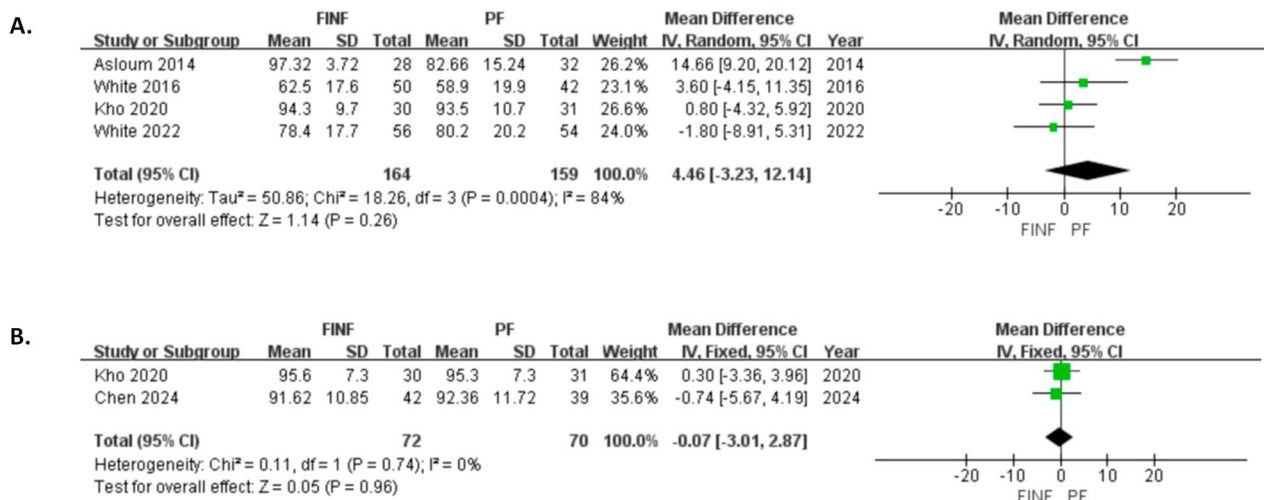 A.
FINF PF Mean Difference Mean Difference
Study or Subgroup Mean SD Total Mean SD Total Weight IV, Random, 95% CI Year IV, Random, 95% CI
Asloum 2014 97.32 3.72 28 82.66 15.24 32 26.2% 14.66 [9.20, 20.12] 2014
White 2016 62.5 17.6 50 58.9 19.9 42 23.1% 3.60 [-4.15, 11.35] 2016
Kho 2020 94.3 9.7 30 93.5 10.7 31 26.6% 0.80 [-4.32, 5.92] 2020
White 2022 78.4 17.7 56 80.2 20.2 54 24.0% -1.80 [-8.91, 5.31] 2022
Total (95% CI) 164 159 100.0% 4.46 [-3.23, 12.14]
Heterogeneity: Tau² = 50.86; Chi² = 18.26, df = 3 (P = 0.0004); I² = 84%
Test for overall effect: Z = 1.14 (P = 0.26)
-20 -10 0 10 20
FINF PF
B.
FINF PF Mean Difference Mean Difference
Study or Subgroup Mean SD Total Mean SD Total Weight IV, Fixed, 95% CI Year IV, Fixed, 95% CI
Kho 2020 95.6 7.3 30 95.3 7.3 31 64.4% 0.30 [-3.36, 3.96] 2020
Chen 2024 91.62 10.85 42 92.36 11.72 39 35.6% -0.74 [-5.67, 4.19] 2024
Total (95% CI) 72 70 100.0% -0.07 [-3.01, 2.87]
Heterogeneity: Chi² = 0.11, df = 1 (P = 0.74); I² = 0%
Test for overall effect: Z = 0.05 (P = 0.96)
-20 -10 0 10 20
FINF PF